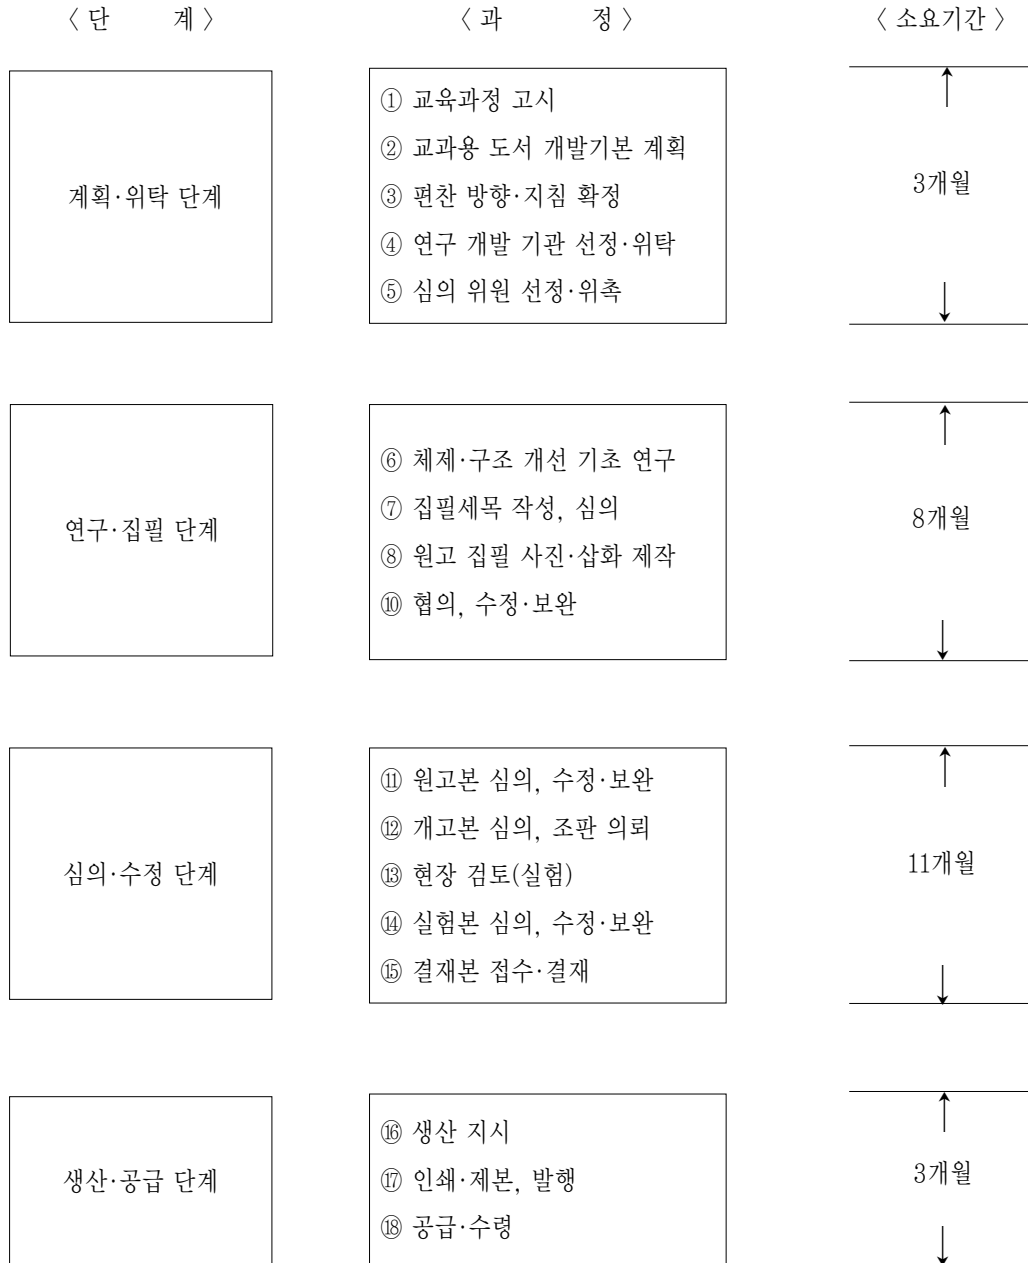 〈 단 계 〉 〈 과 정 〉 〈 소요기간 〉
계획·위탁 단계
① 교육과정 고시
② 교과용 도서 개발기본 계획
③ 편찬 방향·지침 확정
④ 연구 개발 기관 선정·위탁
⑤ 심의 위원 선정·위촉
3개월
연구·집필 단계
⑥ 체제·구조 개선 기초 연구
⑦ 집필세목 작성, 심의
⑧ 원고 집필 사진·삽화 제작
⑩ 협의, 수정·보완
8개월
심의·수정 단계
⑪ 원고본 심의, 수정·보완
⑫ 개고본 심의, 조판 의뢰
⑬ 현장 검토(실험)
⑭ 실험본 심의, 수정·보완
⑮ 결재본 접수·결재
11개월
생산·공급 단계
⑯ 생산 지시
⑰ 인쇄·제본, 발행
⑱ 공급·수령
3개월